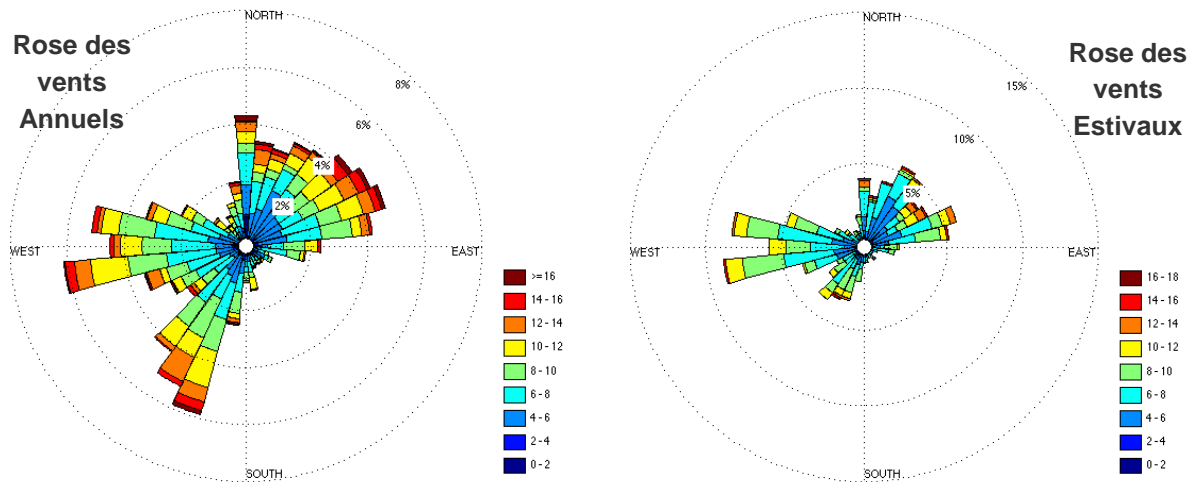 Rose des
vents
Annuels
NORTH
8%
6%
4%
2%
WEST
EAST
SOUTH
>= 16
14 - 16
12 - 14
10 - 12
8 - 10
6 - 8
4 - 6
2 - 4
0 - 2
Rose des
vents
Estivaux
NORTH
15%
10%
5%
WEST
EAST
SOUTH
16 - 18
14 - 16
12 - 14
10 - 12
8 - 10
6 - 8
4 - 6
2 - 4
0 - 2